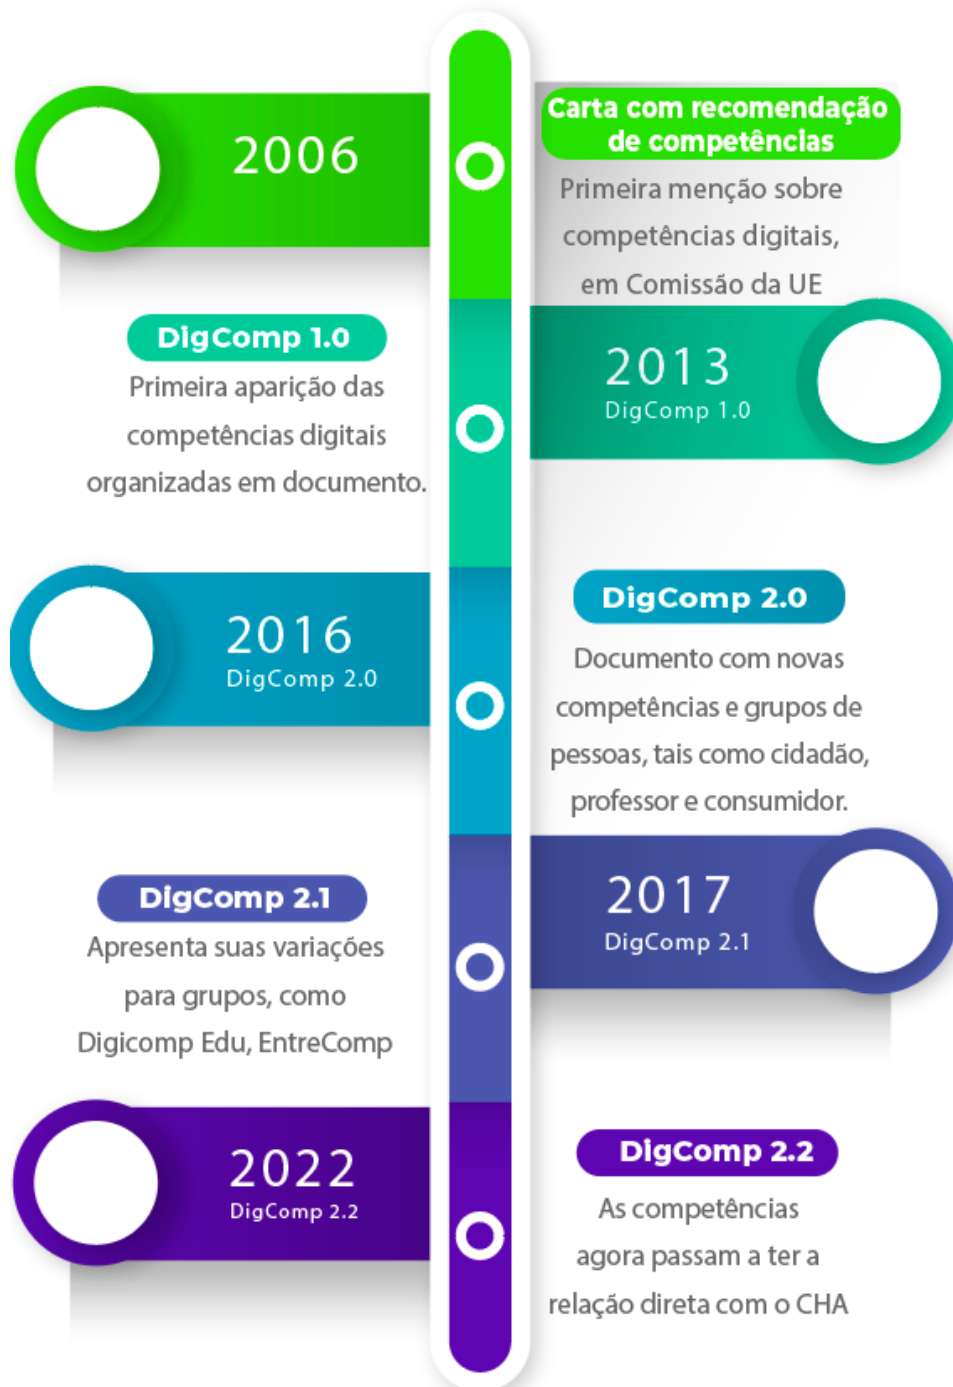 2006
Carta com recomendação
de competências
Primeira menção sobre
competências digitais,
em Comissão da UE
DigComp 1.0
Primeira aparição das
competências digitais
organizadas em documento.
2013
DigComp 1.0
2016
DigComp 2.0
DigComp 2.0
Documento com novas
competências e grupos de
pessoas, tais como cidadão,
professor e consumidor.
DigComp 2.1
Apresenta suas variações
para grupos, como
Digicomp Edu, EntreComp
2017
DigComp 2.1
2022
DigComp 2.2
DigComp 2.2
As competências
agora passam a ter a
relação direta com o CHA